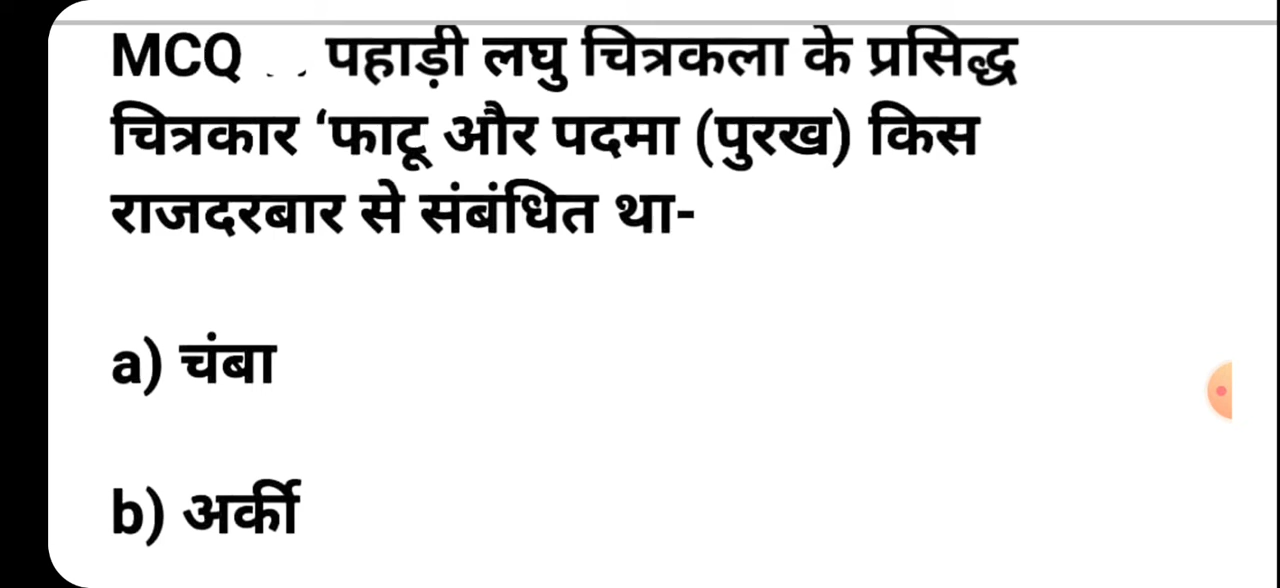 MCQ . . पहाड़ी लघु चित्रकला के प्रसिद्ध
चित्रकार ‘फाटू और पदमा (पुरख) किस
राजदरबार से संबंधित था-
a) चंबा
b) अर्की